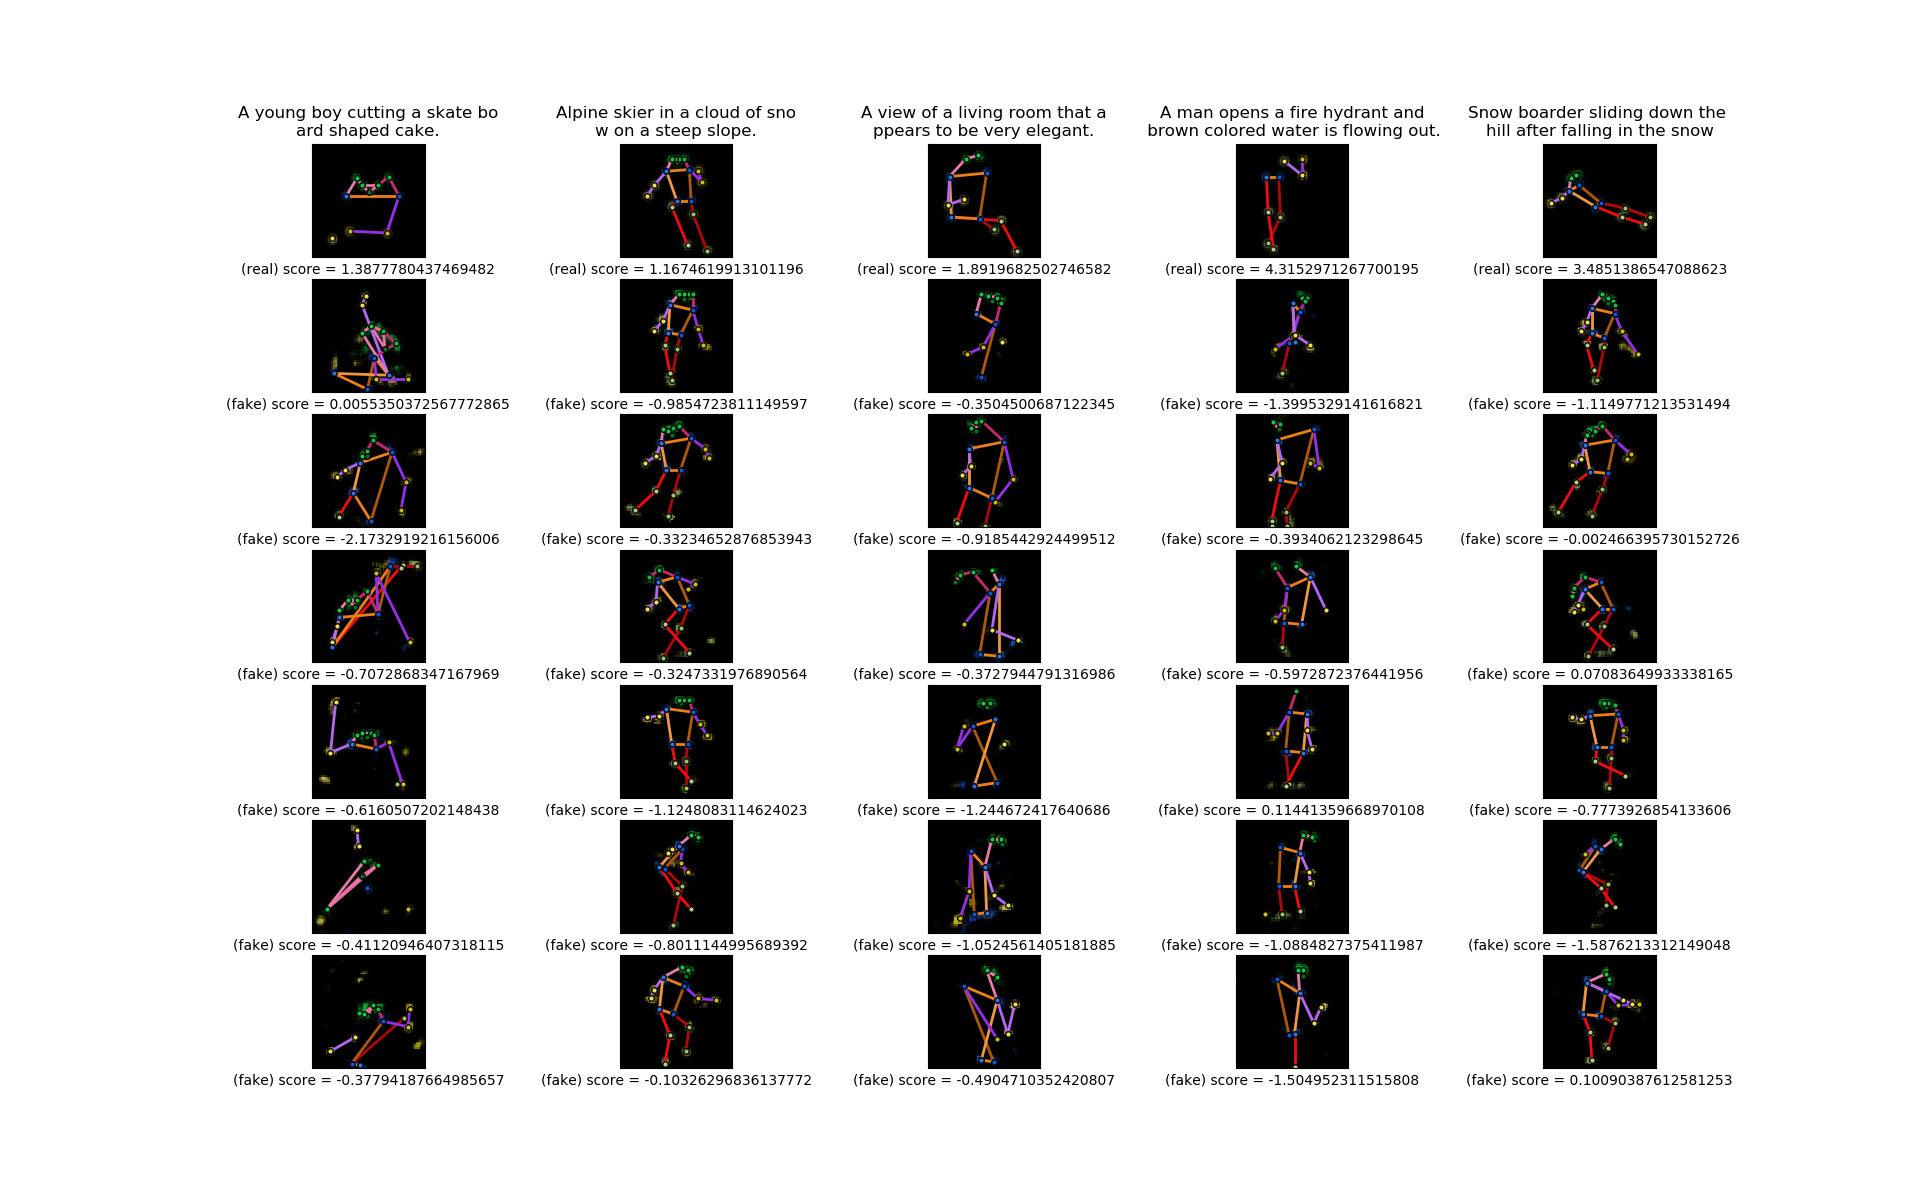 A young boy cutting a skate bo
ard shaped cake.
Alpine skier in a cloud of sno
w on a steep slope.
A view of a living room that a
ppears to be very elegant.
A man opens a fire hydrant and
brown colored water is flowing out.
Snow boarder sliding down the
hill after falling in the snow
(real) score = 1.3877780437469482
(real) score = 1.1674619913101196
(real) score = 1.8919682502746582
(real) score = 4.3152971267700195
(real) score = 3.4851386547088623
(fake) score = 0.0055350372567772865
(fake) score = -0.9854723811149597
(fake) score = -0.3504500687122345
(fake) score = -1.3995329141616821
(fake) score = -1.1149771213531494
(fake) score = -2.1732919216156006
(fake) score = -0.33234652876853943
(fake) score = -0.9185442924499512
(fake) score = -0.3934062123298645
(fake) score = -0.002466395730152726
(fake) score = -0.7072868347167969
(fake) score = -0.3247331976890564
(fake) score = -0.3727944791316986
(fake) score = -0.5972872376441956
(fake) score = 0.07083649933338165
(fake) score = -0.6160507202148438
(fake) score = -1.1248083114624023
(fake) score = -1.244672417640686
(fake) score = 0.11441359668970108
(fake) score = -0.7773926854133606
(fake) score = -0.41120946407318115
(fake) score = -0.8011144995689392
(fake) score = -1.0524561405181885
(fake) score = -1.0884827375411987
(fake) score = -1.5876213312149048
(fake) score = -0.37794187664985657
(fake) score = -0.10326296836137772
(fake) score = -0.4904710352420807
(fake) score = -1.504952311515808
(fake) score = 0.10090387612581253